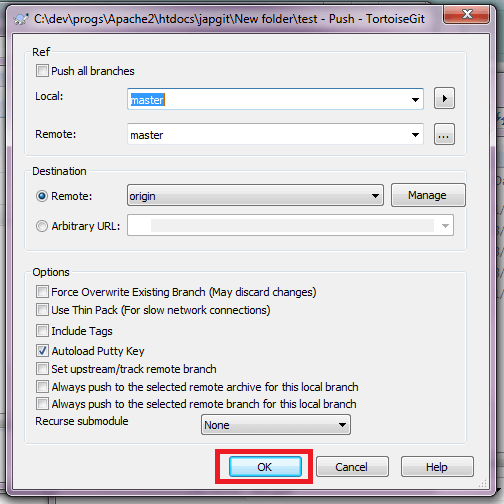 C:\dev\progs\Apache2\htdocs\japgit\New folder\test - Push - TortoiseGit
Ref
Push all branches
Local: master
Remote: master
...
Destination
Remote: origin Manage
Arbitrary URL:
Options
Force Overwrite Existing Branch (May discard changes)
Use Thin Pack (For slow network connections)
Include Tags
Autoload Putty Key
Set upstream/track remote branch
Always push to the selected remote archive for this local branch
Always push to the selected remote branch for this local branch
Recurse submodule None
OK Cancel Help